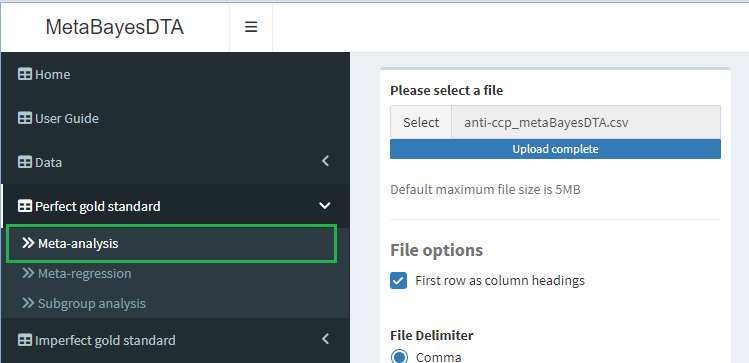 MetaBayesDTA
Home
User Guide
Data
Perfect gold standard
Meta-analysis
Meta-regression
Subgroup analysis
Imperfect gold standard
Please select a file
Select anti-ccp_metaBayesDTA.csv
Upload complete
Default maximum file size is 5MB
File options
First row as column headings
File Delimiter
Comma